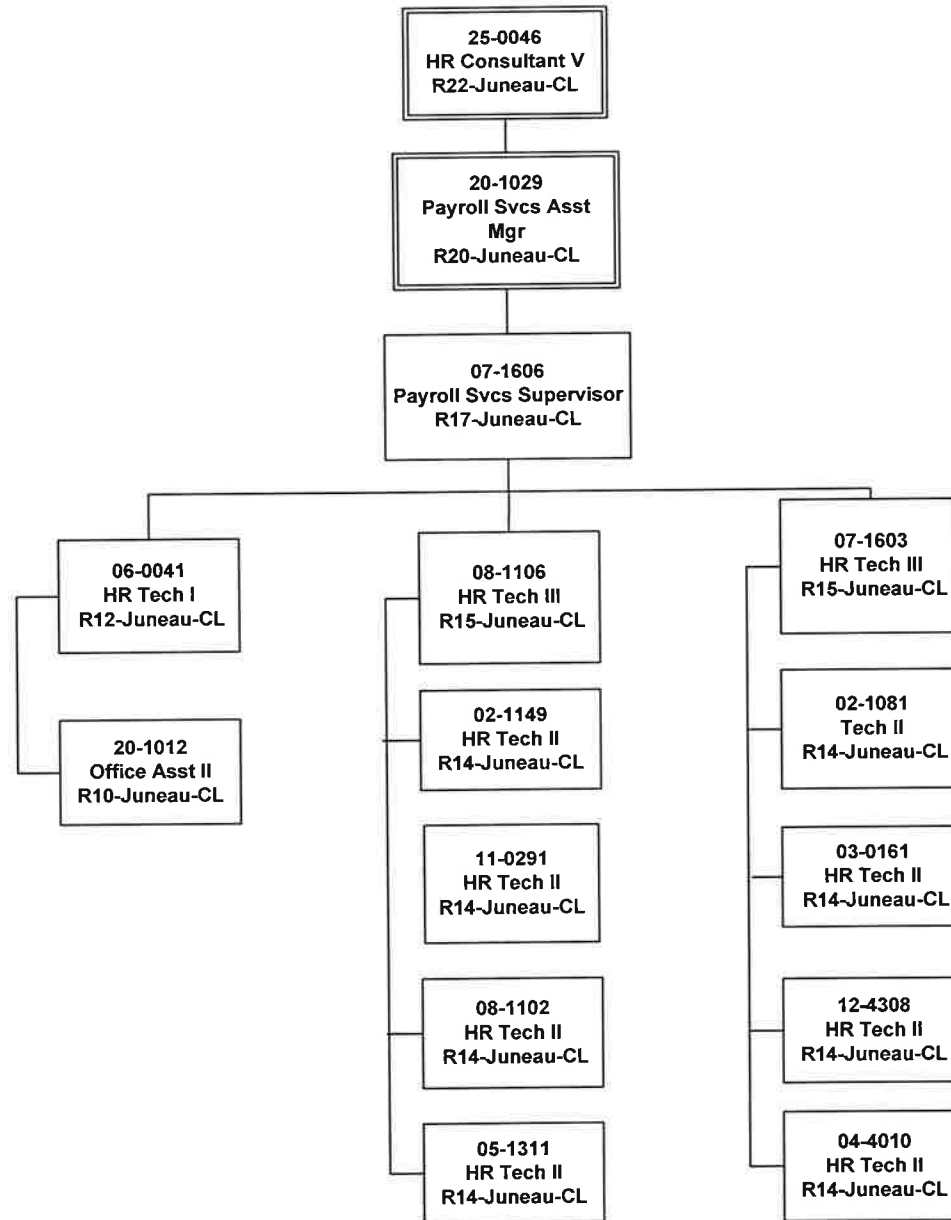 25-0046
HR Consultant V
R22-Juneau-CL
20-1029
Payroll Svcs Asst
Mgr
R20-Juneau-CL
07-1606
Payroll Svcs Supervisor
R17-Juneau-CL
06-0041
HR Tech I
R12-Juneau-CL
20-1012
Office Asst II
R10-Juneau-CL
08-1106
HR Tech III
R15-Juneau-CL
02-1149
HR Tech II
R14-Juneau-CL
11-0291
HR Tech II
R14-Juneau-CL
08-1102
HR Tech II
R14-Juneau-CL
05-1311
HR Tech II
R14-Juneau-CL
07-1603
HR Tech III
R15-Juneau-CL
02-1081
Tech II
R14-Juneau-CL
03-0161
HR Tech II
R14-Juneau-CL
12-4308
HR Tech II
R14-Juneau-CL
04-4010
HR Tech II
R14-Juneau-CL